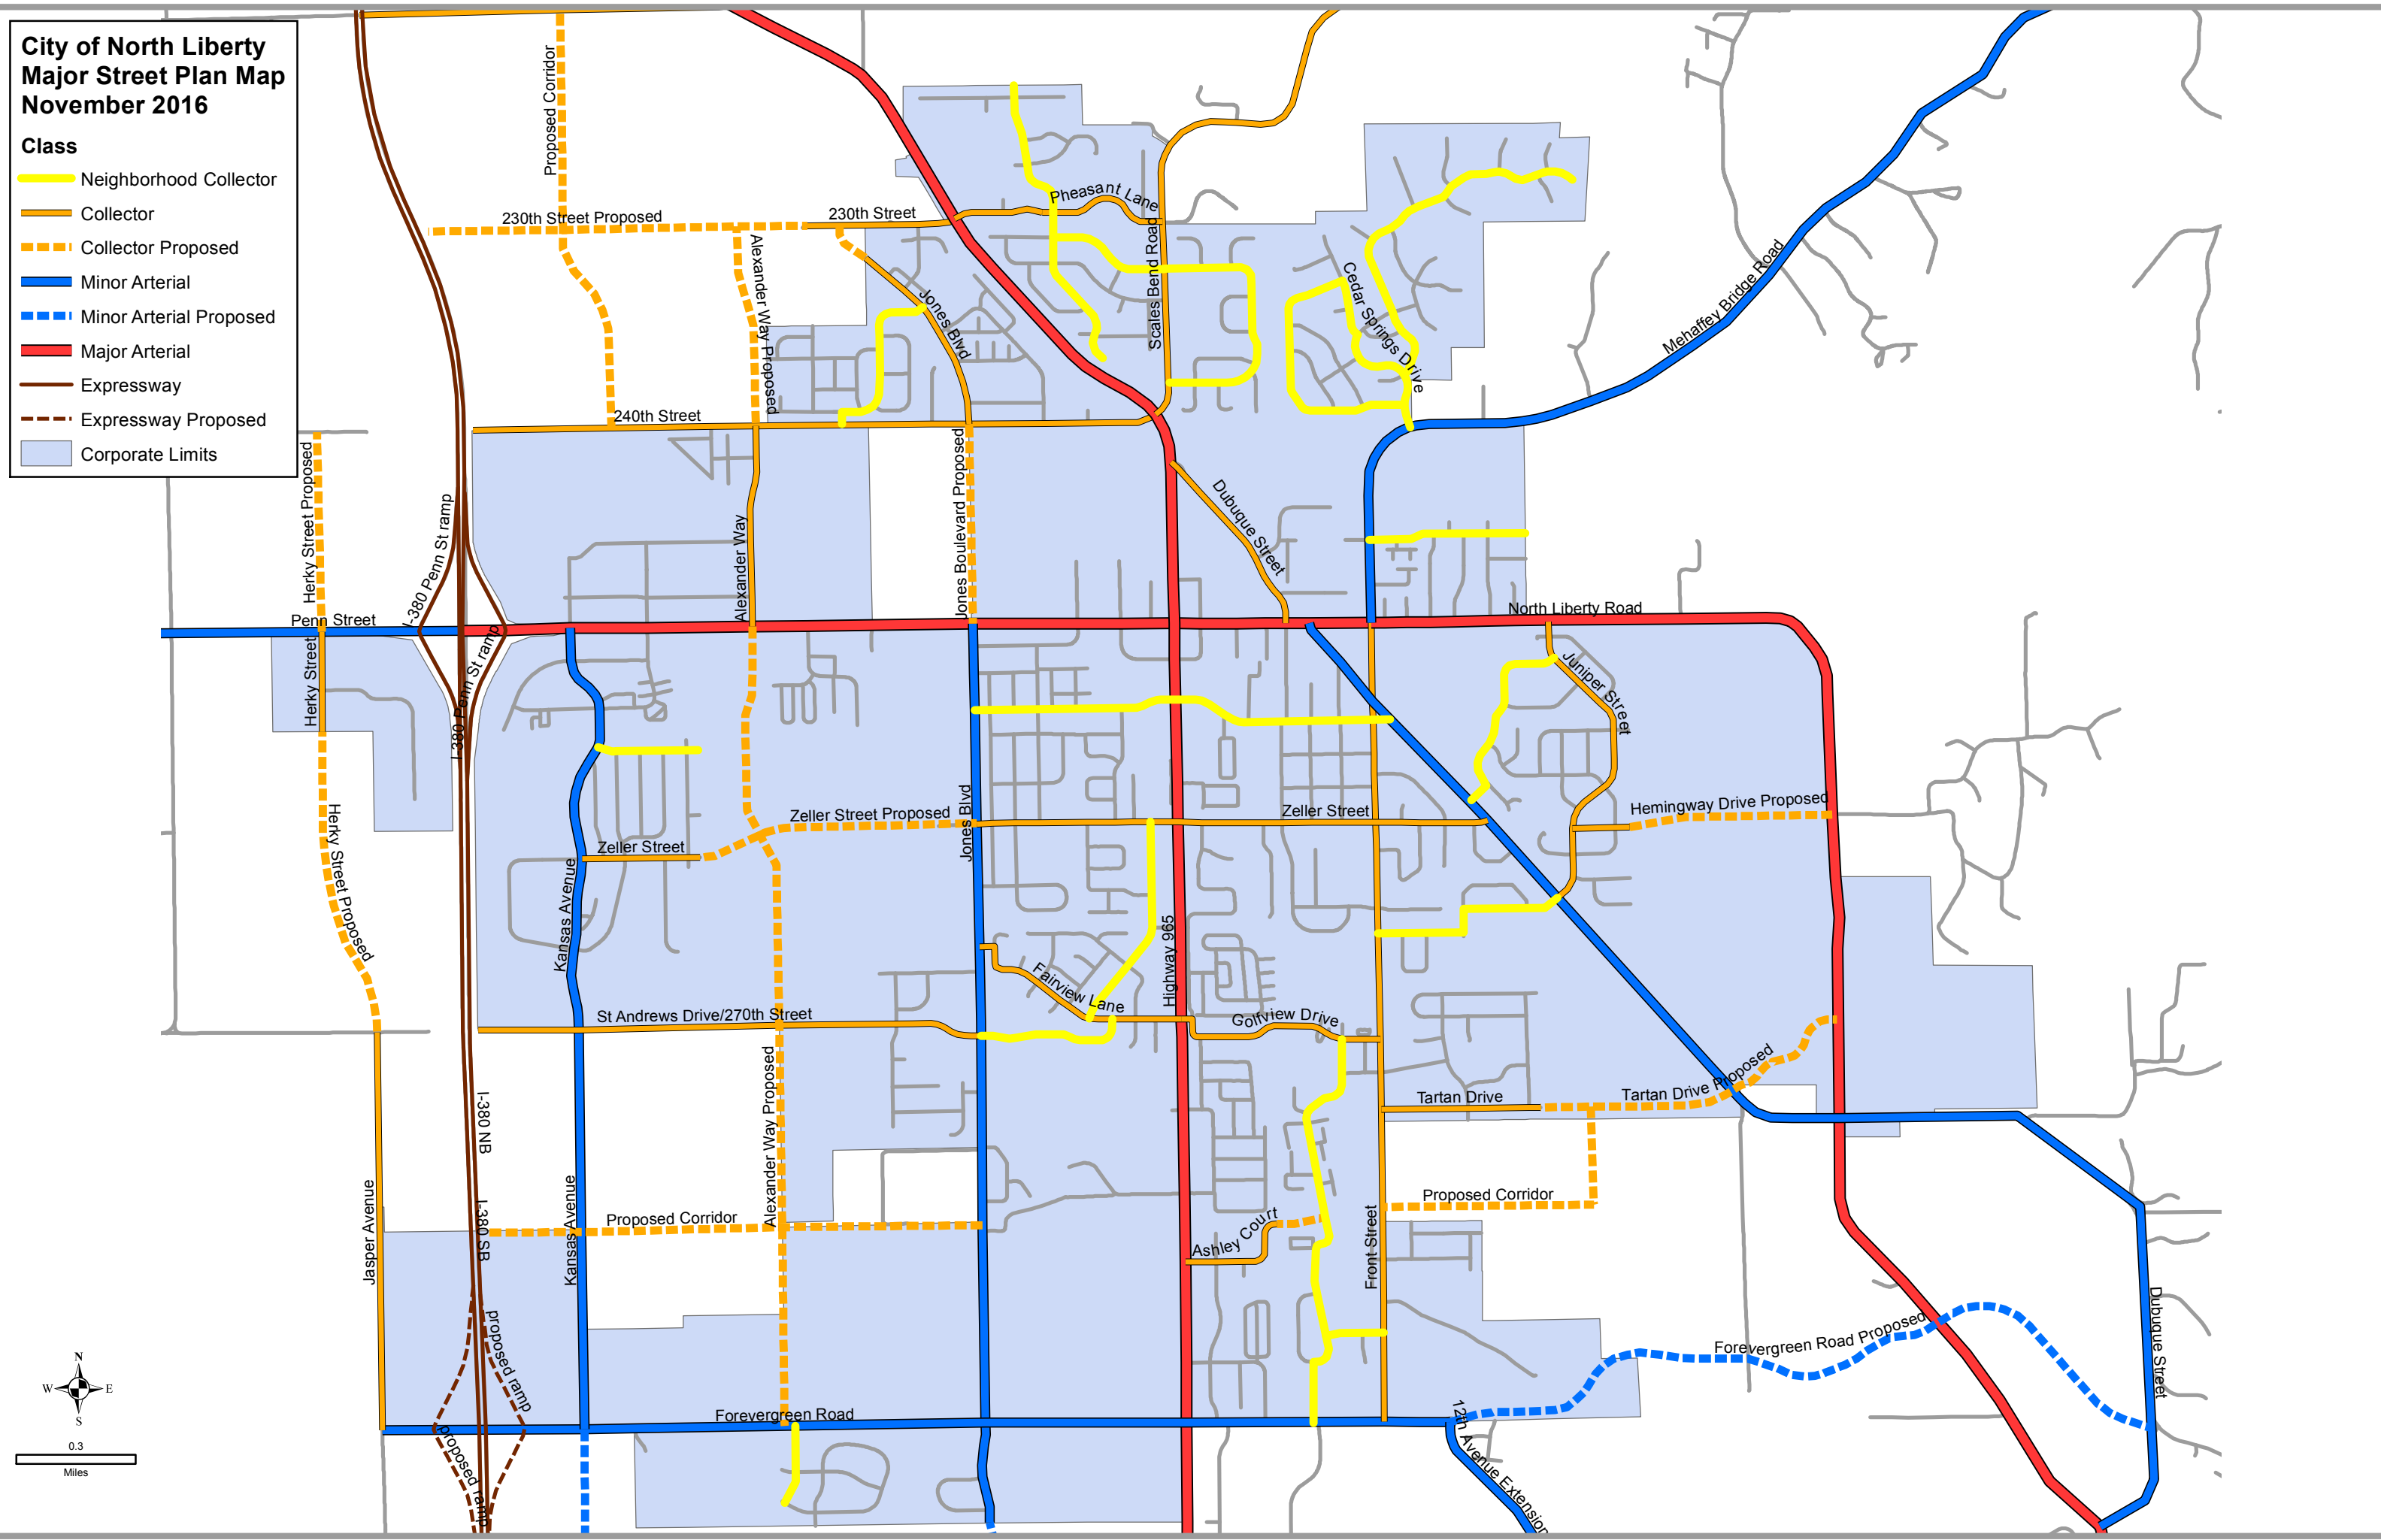 City of North Liberty
Major Street Plan Map
November 2016
Class
Neighborhood Collector
Collector
Collector Proposed
Minor Arterial
Minor Arterial Proposed
Major Arterial
Expressway
Expressway Proposed
Corporate Limits
Proposed Corridor
230th Street Proposed
230th Street
Pheasant Lane
Scales Bend Road
Alexander Way Proposed
Jones Blvd
Cedar Springs Drive
Mehaffey Bridge Road
240th Street
Herky Street Proposed
I-380 Penn St ramp
Alexander Way
Jones Boulevard Proposed
Dubuque Street
Penn Street
North Liberty Road
Herky Street
I-380 Penn St ramp
I-380 Penn St ramp
Juniper Street
Zeller Street Proposed
Zeller Street
Hemingway Drive Proposed
Jones Blvd
Zeller Street
Herky Street Proposed
Kansas Avenue
Highway 965
Fairview Lane
St Andrews Drive/270th Street
Golfview Drive
Tartan Drive
Tartan Drive Proposed
I-380 NB
Alexander Way Proposed
Jasper Avenue
I-380 SB
Kansas Avenue
Proposed Corridor
Ashley Court
Front Street
Proposed Corridor
Dubuque Street
Forevergreen Road Proposed
proposed ramp
Forevergreen Road
12th Avenue Extension
proposed ramp
proposed ramp
N
W
E
S
0.3
Miles